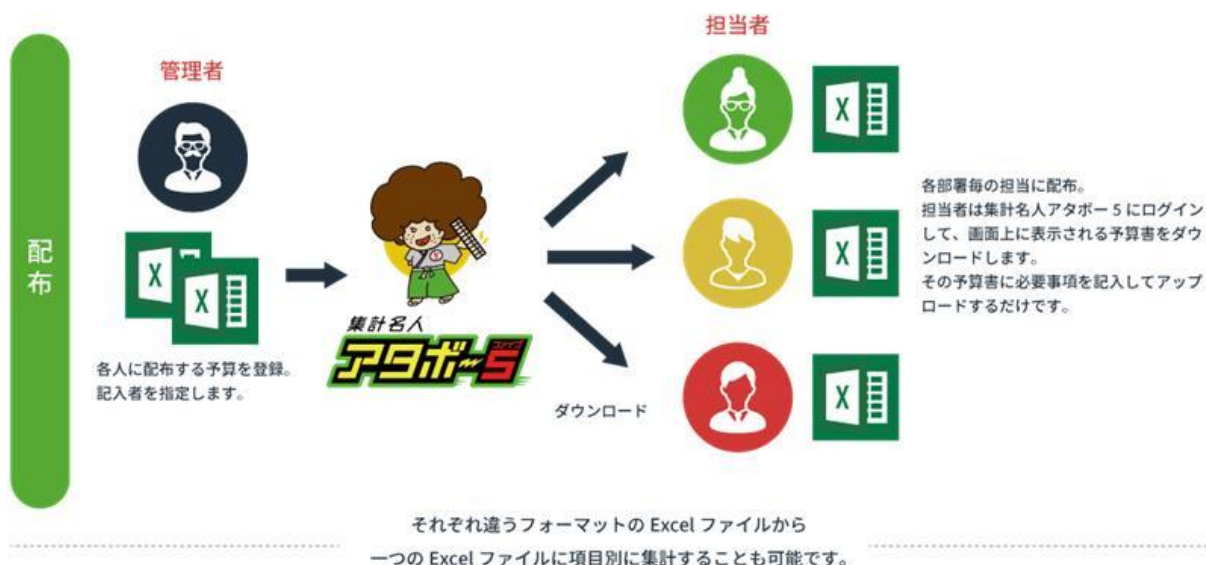 配布
管理者
各人に配布する予算を登録。
記入者を指定します。
集計名人
アタボー5
ファイブ
ダウンロード
担当者
各部署毎の担当に配布。
担当者は集計名人アタボー5にログイン
して、画面上に表示される予算書をダウ
ンロードします。
その予算書に必要事項を記入してアップ
ロードするだけです。
それぞれ違うフォーマットの Excel ファイルから
一つの Excel ファイルに項目別に集計することも可能です。